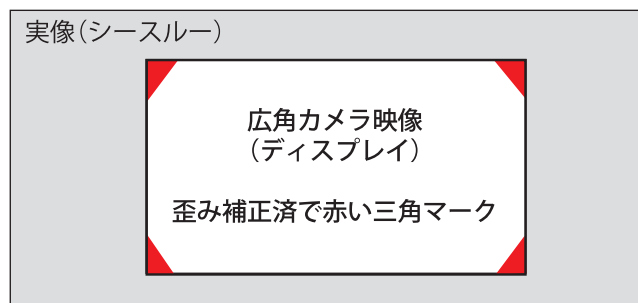 実像（シースルー）
広角カメラ映像
（ディスプレイ）
歪み補正済で赤い三角マーク